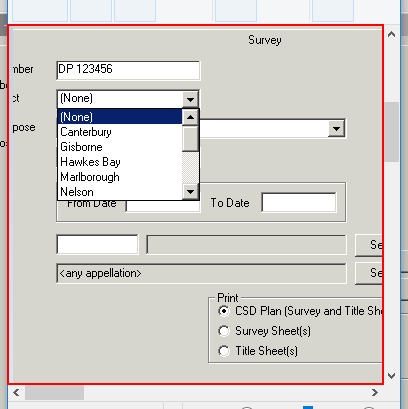 Survey
mber DP 123456
ct (None)
(None)
Canterbury
pose
Gisborne
Hawkes Bay
Marlborough
Nelson
From Date To Date
Se
<any appellation> Se
Print
CSD Plan (Survey and Title She
Survey Sheet(s)
Title Sheet(s)